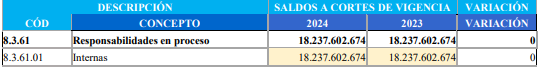 DESCRIPCIÓN SALDOS A CORTES DE VIGENCIA VARIACIÓN
CÓD CONCEPTO 2024 2023 VARIACIÓN
8.3.61 Responsabilidades en proceso 18.237.602.674 18.237.602.674 0
8.3.61.01 Internas 18.237.602.674 18.237.602.674 0